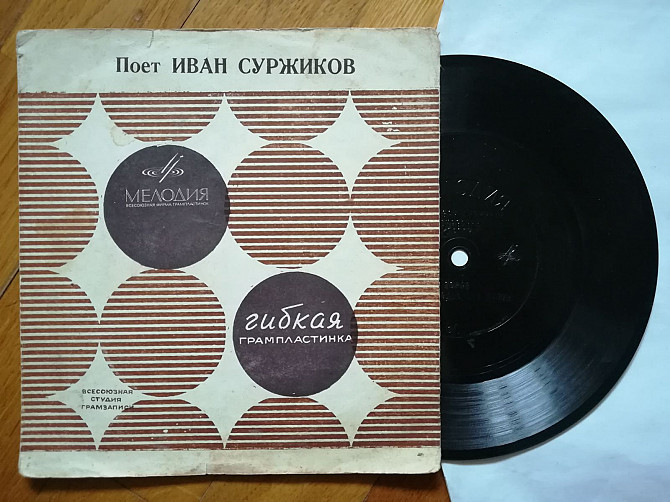 Поет ИВАН СУРЖИКОВ
МЕЛОДИЯ
ВСЕСОЮЗНАЯ ФИРМА ГРАМПЛАСТИНОК
гибкая
ГРАМПЛАСТИНКА
ВСЕСОЮЗНАЯ
СТУДИЯ
ГРАМЗАПИСИ